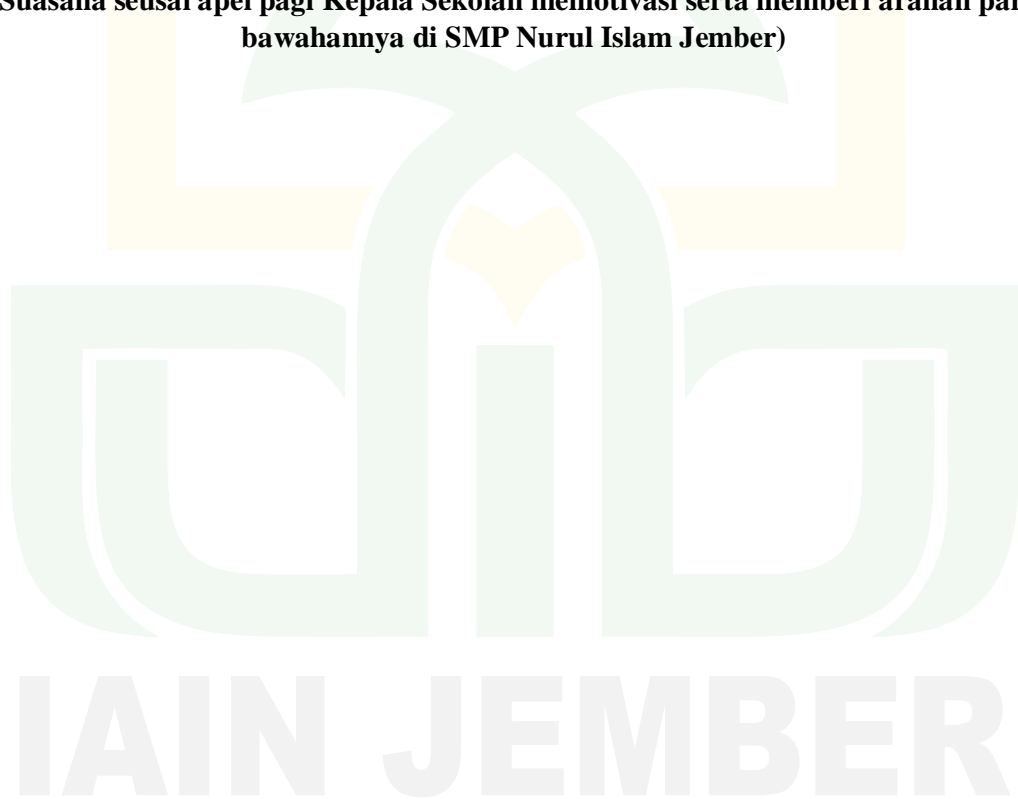 Suasana seusai apel pagi Kepala Sekolah memotivasi serta memberi arahan
bawahannya di SMP Nurul Islam Jember)
IAIN JEMBER